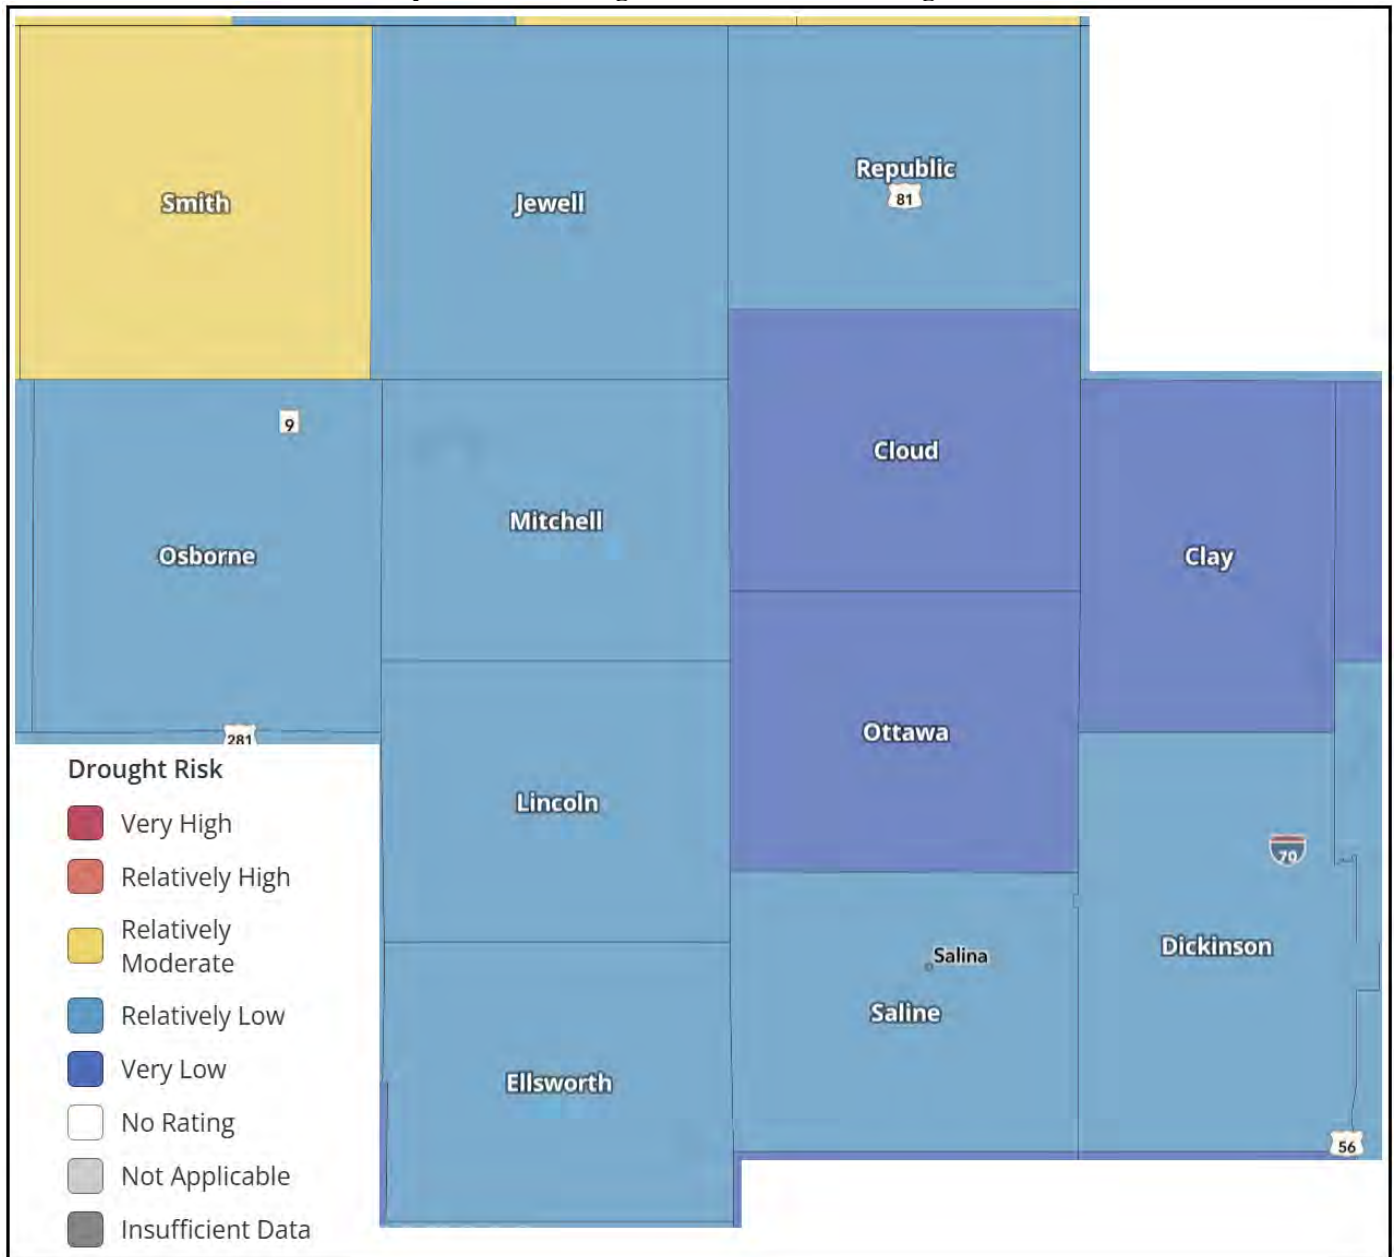 Republic
81
Smith
Jewell
9
Cloud
Mitchell
Osborne
Clay
281
Ottawa
Lincoln
70
Dickinson
Salina
Saline
Ellsworth
56
Drought Risk
Very High
Relatively High
Relatively
Moderate
Relatively Low
Very Low
No Rating
Not Applicable
Insufficient Data